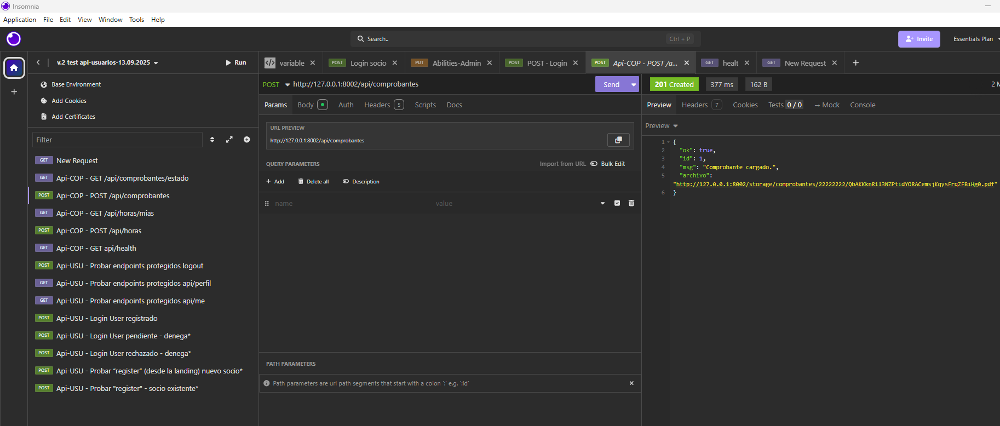 Insomnia
Application File Edit View Window Tools Help
Search.. Ctrl + P
Invite
Essentials Plan
v.2 test api-usuarios-13.09.2025
Run
Base Environment
Add Cookies
Add Certificates
Filter
GET New Request
GET Api-COP - GET /api/comprobantes/estado
POST Api-COP - POST /api/comprobantes
GET Api-COP - GET /api/horas/mias
POST Api-COP - POST /api/horas
GET Api-COP - GET api/health
POST Api-USU - Probar endpoints protegidos logout
GET Api-USU - Probar endpoints protegidos api/perfil
GET Api-USU - Probar endpoints protegidos api/me
POST Api-USU - Login User registrado
POST Api-USU - Login User pendiente - denega*
POST Api-USU - Login User rechazado - denega*
POST Api-USU - Probar “register” (desde la landing) nuevo socio*
POST Api-USU - Probar "register" - socio existente*
variable POST Login socio PUT Abilities-Admin POST POST · Login POST Api-COP - POST /a... GET healt GET New Request
POST http://127.0.0.1:8002/api/comprobantes Send
Params Body Auth Headers 5 Scripts Docs
URL PREVIEW
http://127.0.0.1:8002/api/comprobantes
QUERY PARAMETERS Import from URL Bulk Edit
Add Delete all Description
name value
PATH PARAMETERS
Path parameters are url path segments that start with a colon ':' e.g. ':id'
201 Created 377 ms 162 B 2 M
Preview Headers 7 Cookies Tests 0 / 0 → Mock Console
Preview
1 {
2 "ok": true,
3 "id": 1,
4 "msg": "Comprobante cargado.",
5 "archivo":
"http://127.0.0.1:8002/storage/comprobantes/22222222/QbAKKknR1l3NZPtidYORACemsjKqysFrqZFBiHg0.pdf"
6 }